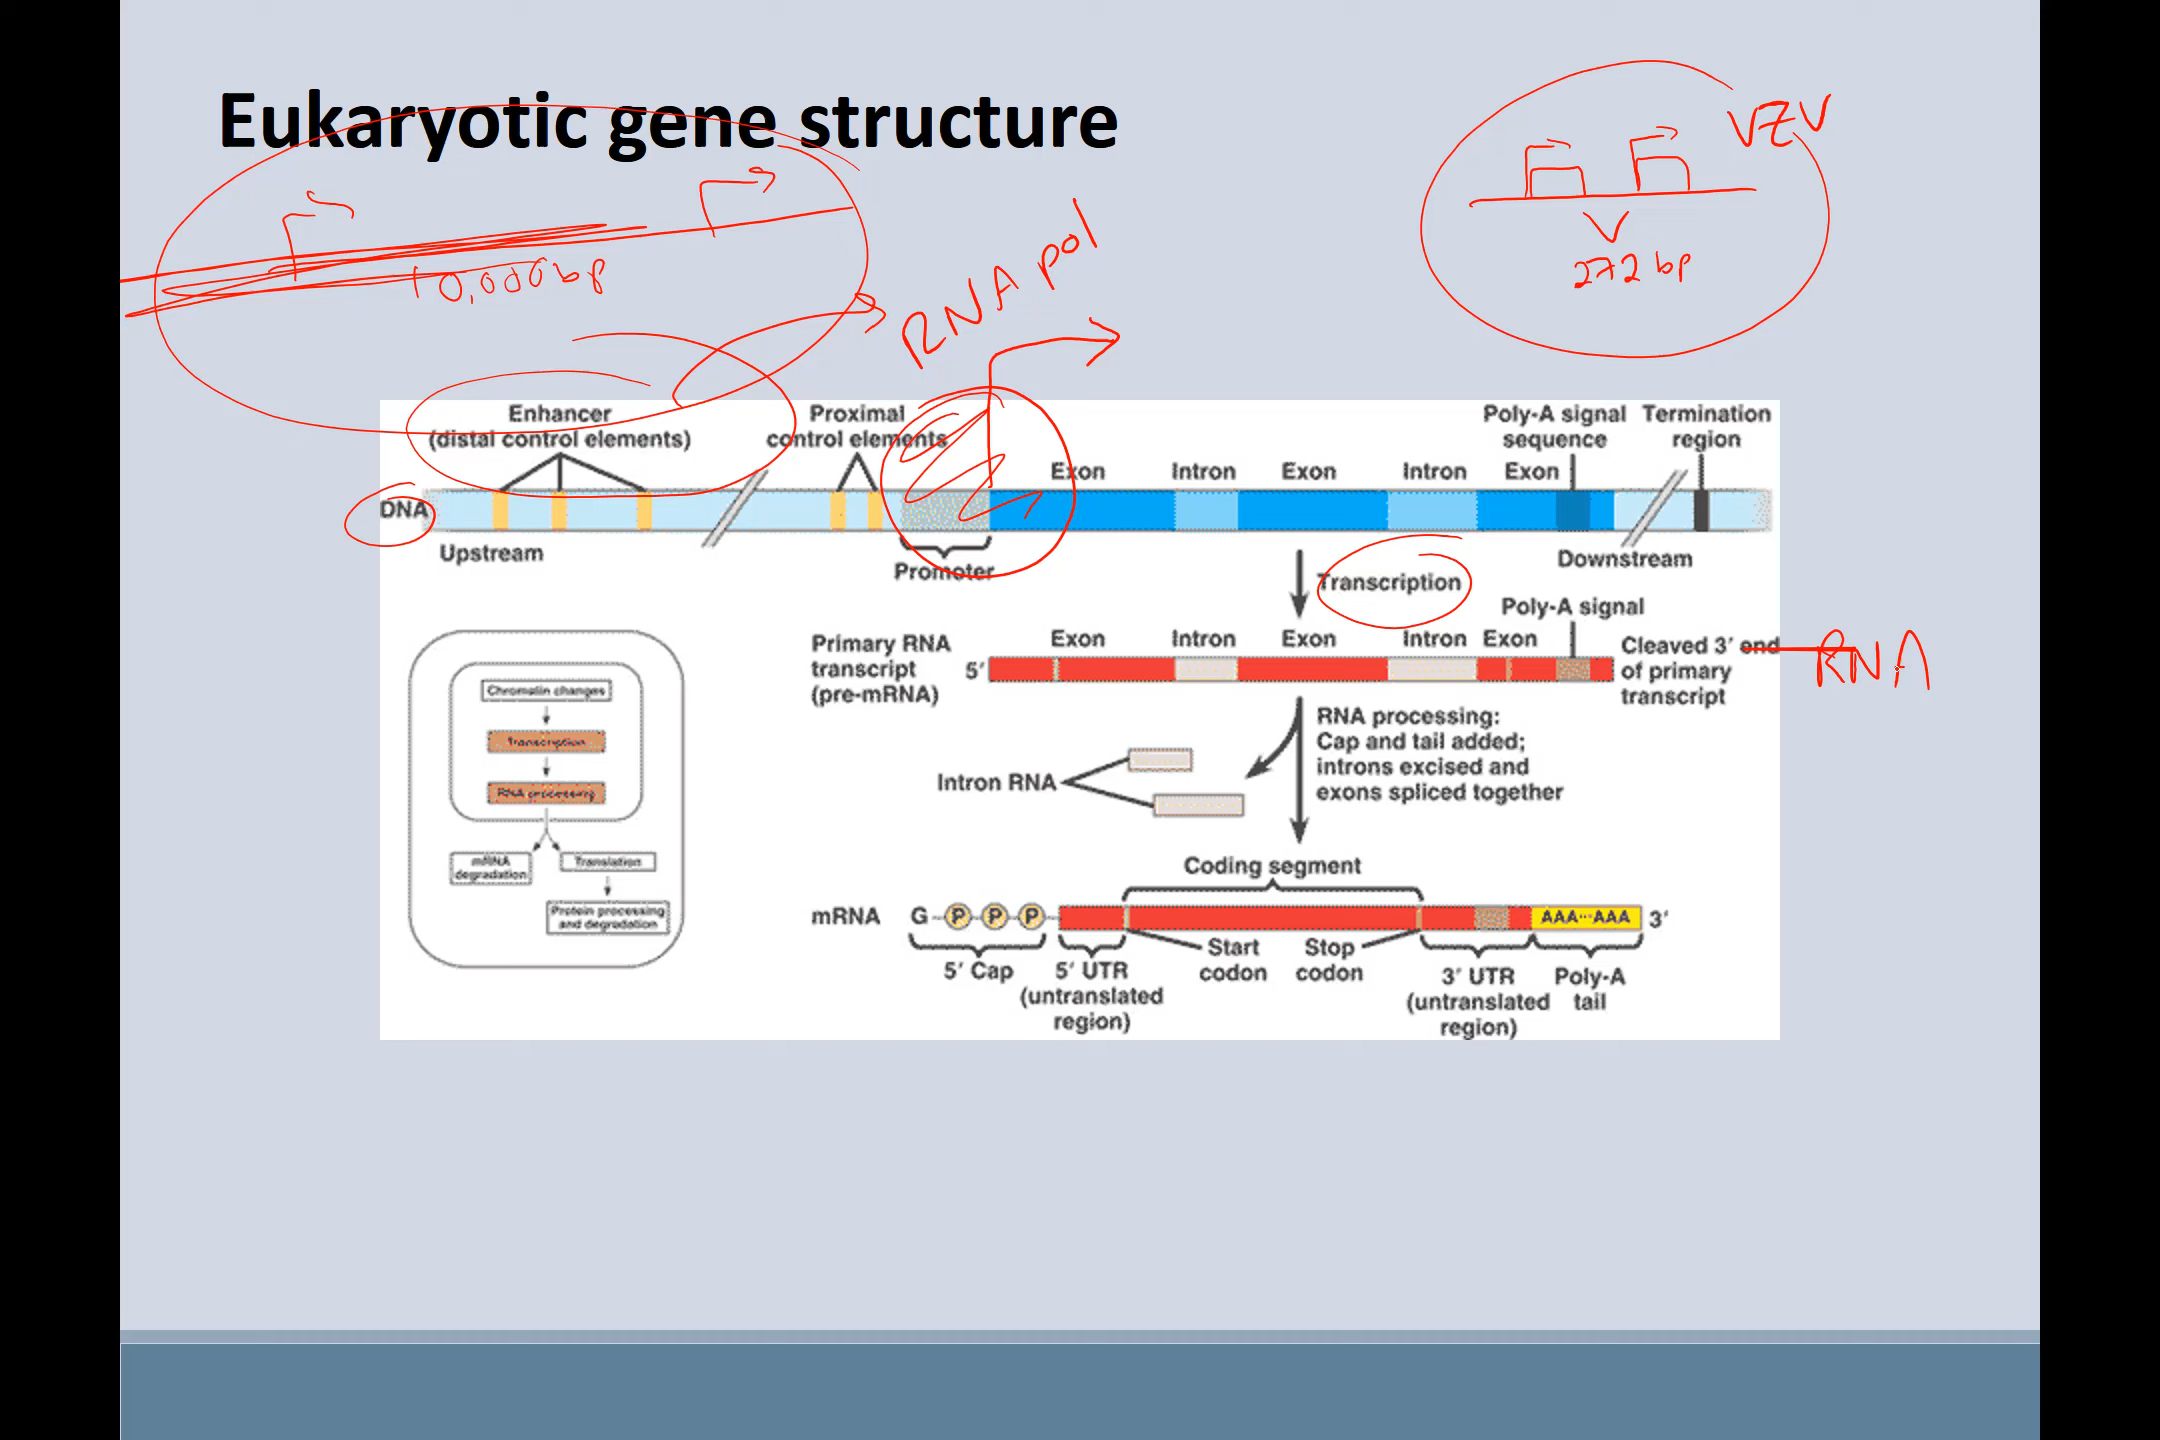 Eukaryotic gene structure
VZV
272 bp
10,000bp
RNA pol
Enhancer
(distal control elements)
Proximal
control elements
Poly-A signal
sequence
Termination
region
Exon
Intron
Exon
Intron
Exon
DNA
Upstream
Promoter
Downstream
Transcription
Poly-A signal
Primary RNA
transcript
(pre-mRNA)
5′
Exon
Intron
Exon
Intron
Exon
Cleaved 3′ end
of primary
transcript
RNA
Chromatin changes
Transcription
RNA processing
mRNA
degradation
Translation
Protein processing
and degradation
RNA processing:
Cap and tail added;
introns excised and
exons spliced together
Intron RNA
Coding segment
mRNA
G P P P
AAA···AAA
3′
5′ Cap
5′ UTR
(untranslated
region)
Start
codon
Stop
codon
3′ UTR
(untranslated
region)
Poly-A
tail